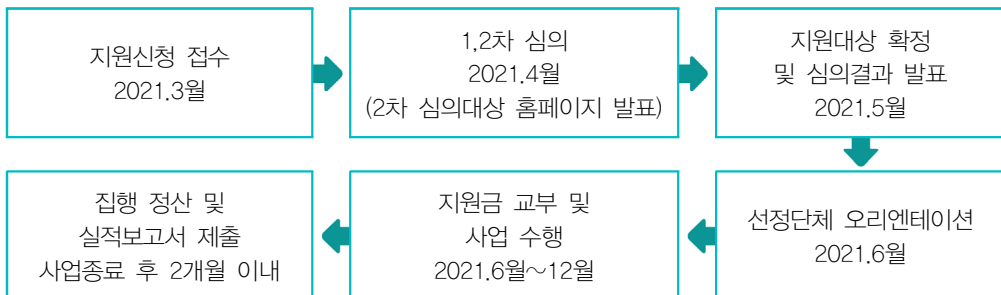 지원신청 접수
2021.3월
1,2차 심의
2021.4월
(2차 심의대상 홈페이지 발표)
지원대상 확정
및 심의결과 발표
2021.5월
선정단체 오리엔테이션
2021.6월
지원금 교부 및
사업 수행
2021.6월~12월
집행 정산 및
실적보고서 제출
사업종료 후 2개월 이내